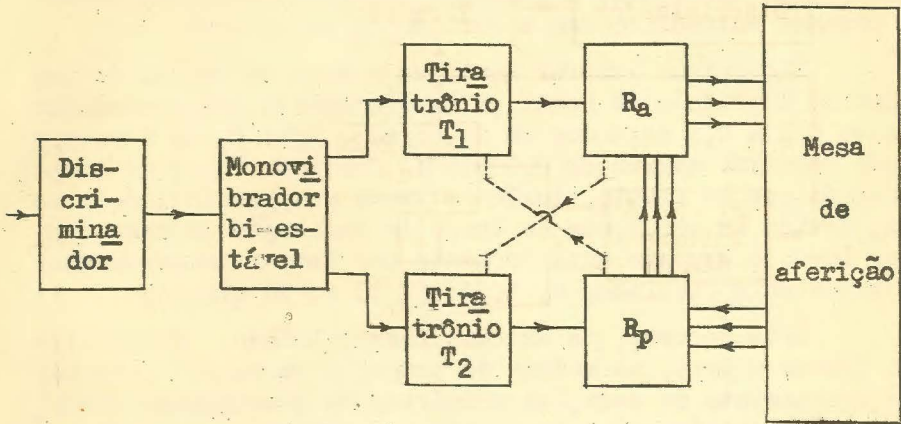 Dis-
cri-
mina
dor
Monovi
brador
bi-es-
tável
Tira
trônio
T1
Tira
trônio
T2
Ra
Rp
Mesa
de
aferição